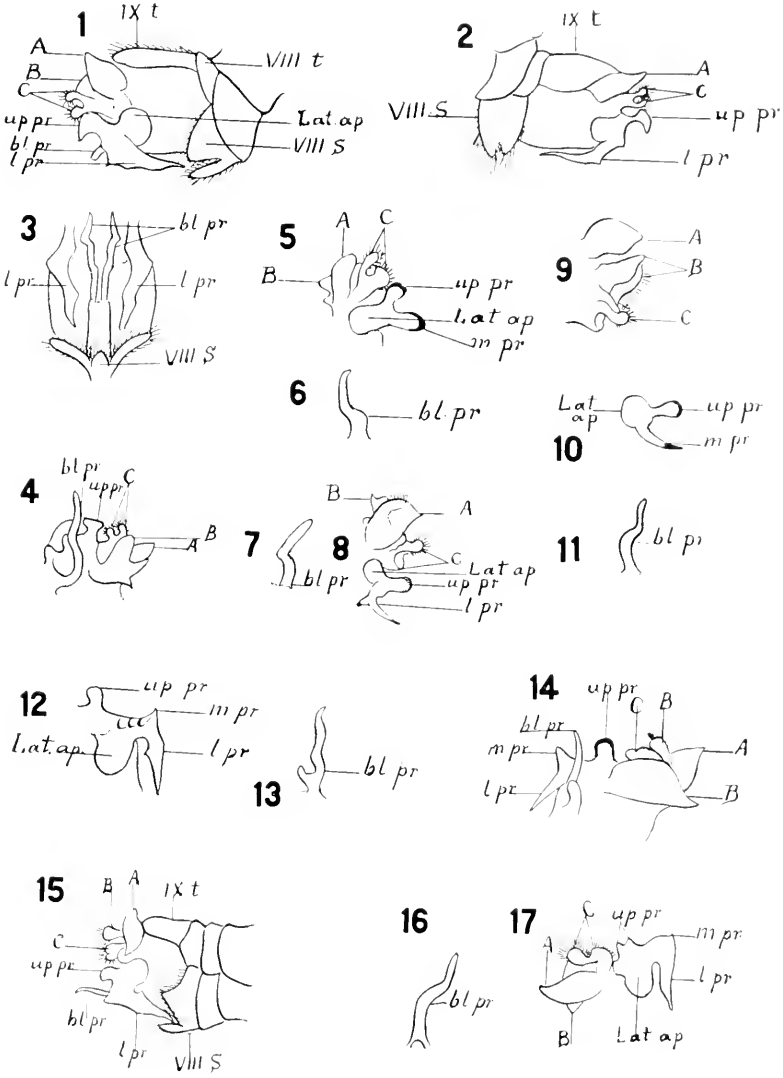 1
IX t
A
B
C
up pr
bl pr
l pr
VIII t
Lat ap
VIII S
2
IX t
A
C
up pr
l pr
VIII S
3
bl pr
l pr
l pr
VIII S
5
A C
B
up pr
Lat ap
m pr
9
A
B
C
6
bl. pr
10
Lat
ap
up pr
m pr
4
bl pr
up pr
C
B
A
7
bl pr
8
B
A
C
Lat ap
up pr
l pr
11
bl pr
12
up pr
m pr
Lat. ap
l pr
13
bl pr
14
up pr
C
B
bl pr
m pr
l pr
A
B
15
B A IX t
C
up pr
bl pr
l pr
VIII S
16
bl pr
17
C up pr
A
m pr.
l pr
B
Lat ap